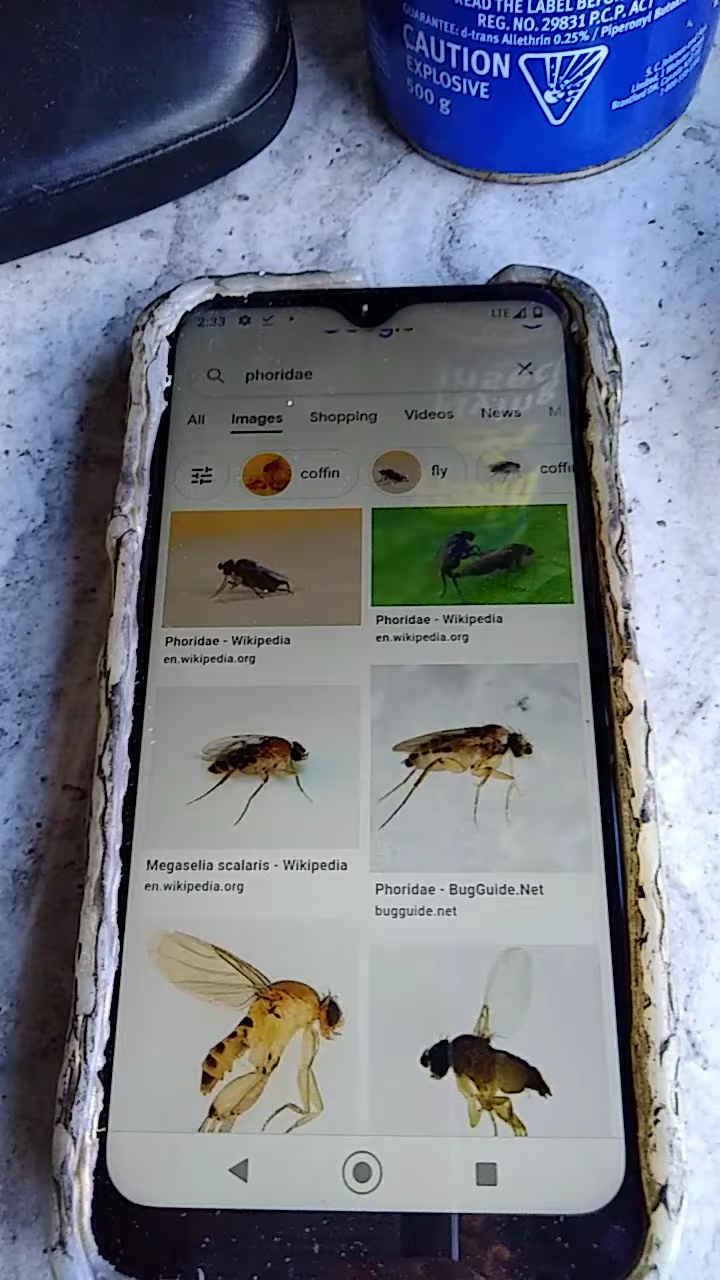 READ THE LABEL
REG. NO. 29831 P.C.P. ACT
GUARANTEE: d-trans Allethrin 0.25% / Piperonyl
CAUTION
EXPLOSIVE
500 g
2:33
LTE
phoridae
All Images Shopping Videos News M
coffin fly coffi
Phoridae - Wikipedia
en.wikipedia.org
Phoridae - Wikipedia
en.wikipedia.org
Megaselia scalaris - Wikipedia
en.wikipedia.org
Phoridae - BugGuide.Net
bugguide.net